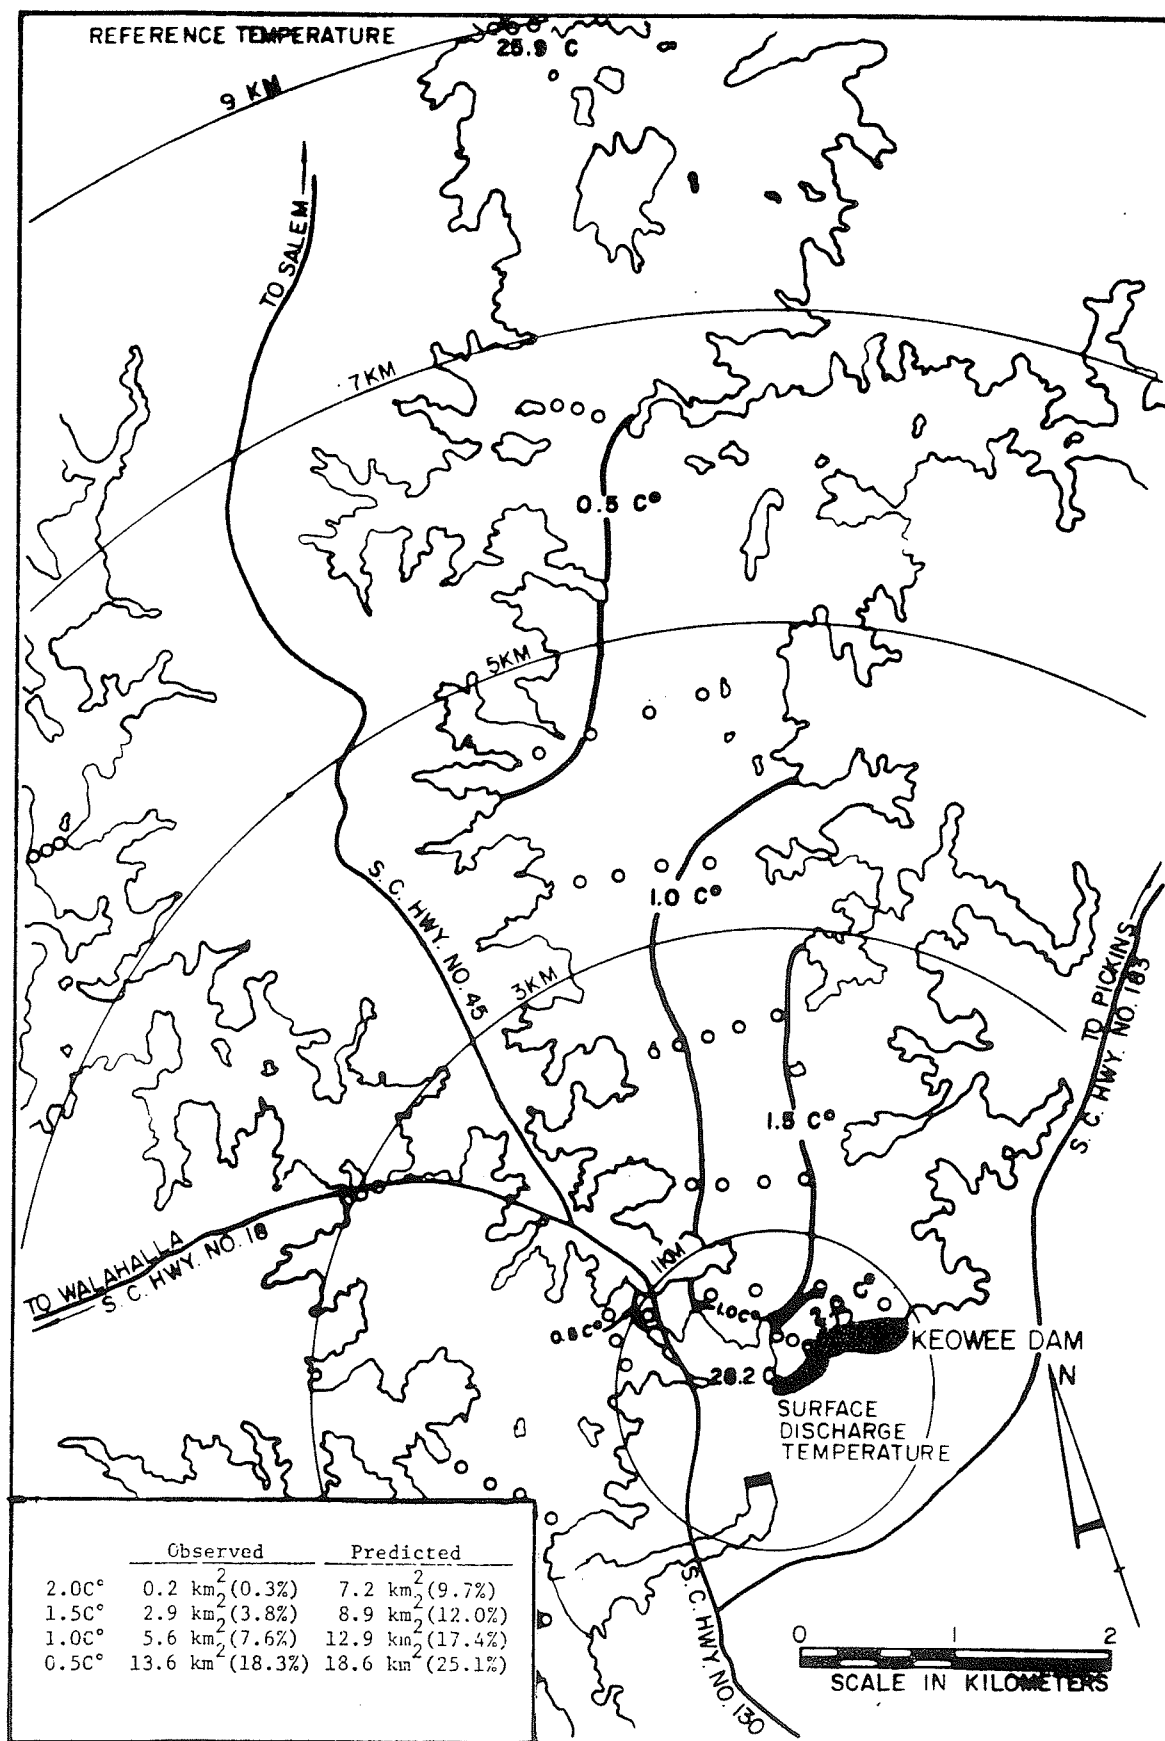 REFERENCE TEMPERATURE
25.9 C
9 KM
TO SALEM
7KM
0.5 C°
5KM
S. C. HWY. NO. 45
1.0 C°
3KM
TO PICKINS
S. C. HWY. NO. 183
1.5 C°
TO WALAHALLA
S. C. HWY. NO. 18
1KM
0.5C°
1.0C°
C°
KEOWEE DAM
28.2
N
SURFACE
DISCHARGE
TEMPERATURE
S. C. HWY. NO. 130
Observed Predicted
2.0C° 0.2 km2(0.3%) 7.2 km2(9.7%)
1.5C° 2.9 km2(3.8%) 8.9 km2(12.0%)
1.0C° 5.6 km2(7.6%) 12.9 km2(17.4%)
0.5C° 13.6 km2(18.3%) 18.6 km2(25.1%)
0 1 2
SCALE IN KILOMETERS